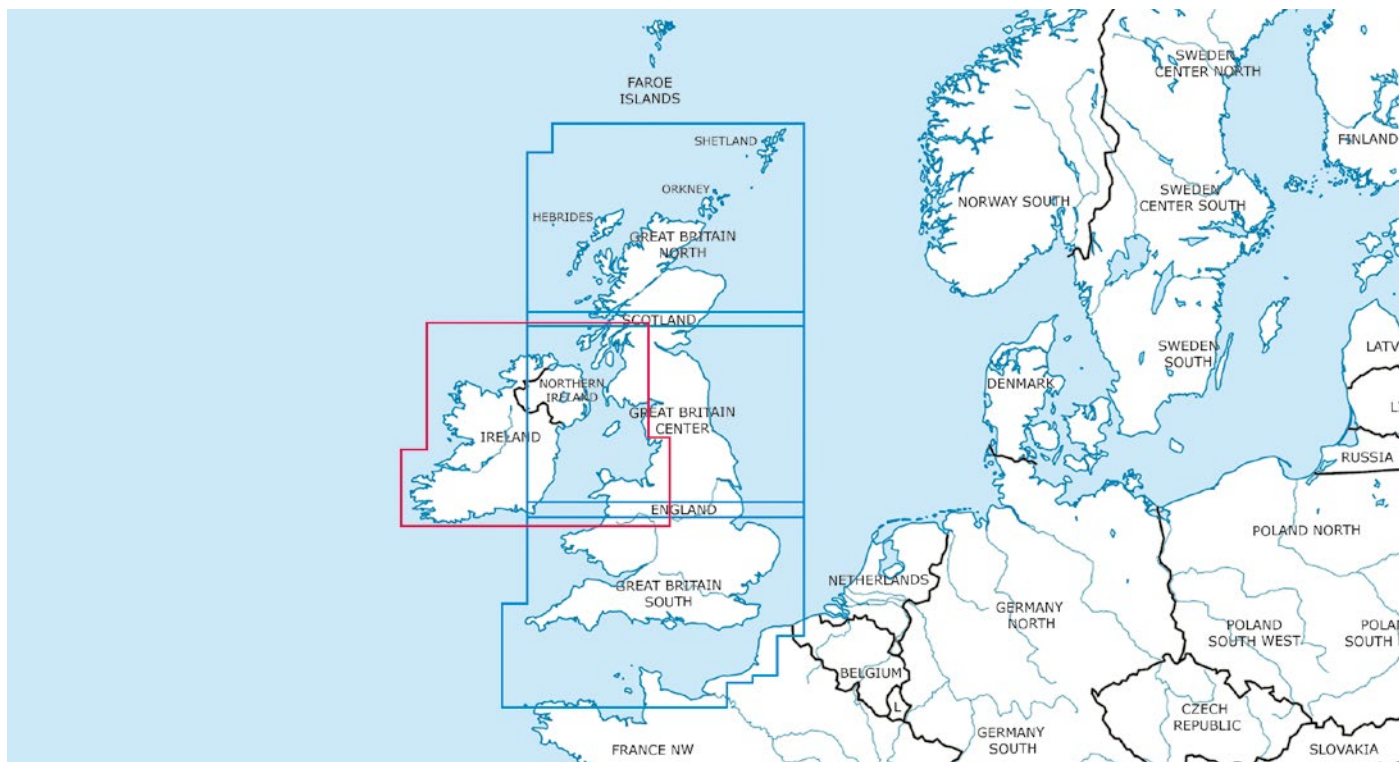 FAROE
ISLANDS
SWEDEN
CENTER NORTH
SHETLAND
FINLAND
ORKNEY
NORWAY SOUTH
SWEDEN
CENTER SOUTH
HEBRIDES
GREAT BRITAIN
NORTH
SCOTLAND
SWEDEN
SOUTH
LATV
DENMARK
NORTHERN
IRELAND
GREAT BRITAIN
CENTER
IRELAND
L
RUSSIA
ENGLAND
POLAND NORTH
NETHERLANDS
GREAT BRITAIN
SOUTH
GERMANY
NORTH
POLAND
SOUTH WEST
POLA
SOUTH
BELGIUM
L
CZECH
REPUBLIC
FRANCE NW
GERMANY
SOUTH
SLOVAKIA